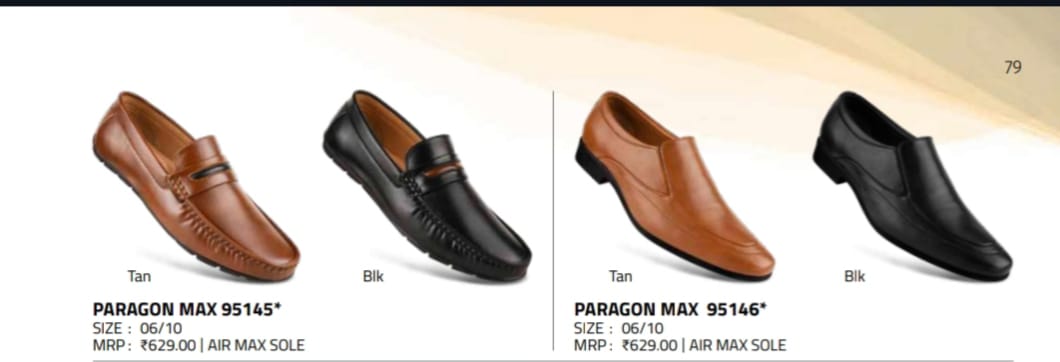 79
Tan
Blk
PARAGON MAX 95145*
SIZE : 06/10
MRP : ₹629.00 | AIR MAX SOLE
Tan
Blk
PARAGON MAX 95146*
SIZE : 06/10
MRP : ₹629.00 | AIR MAX SOLE